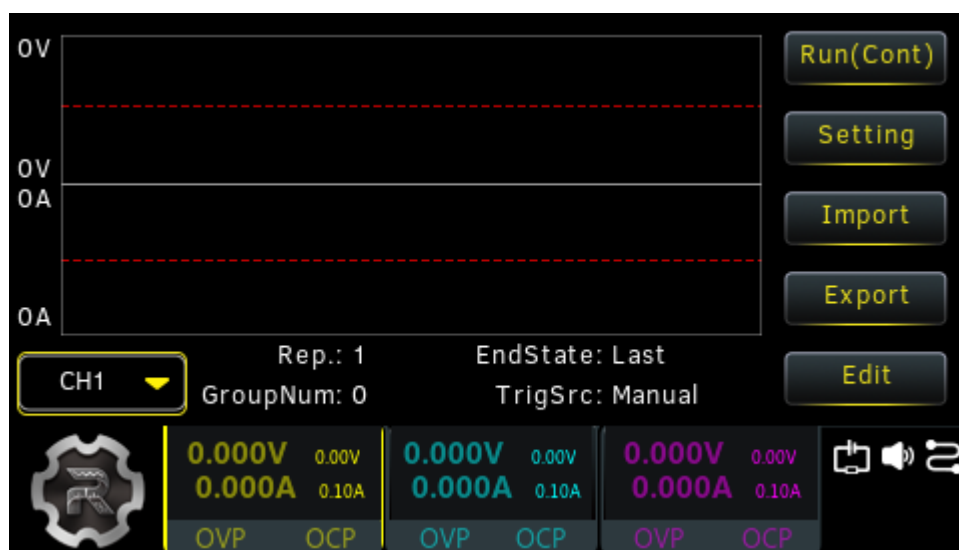 0V
Run(Cont)
Setting
0V
0A
Import
Export
0A
Rep.: 1 EndState: Last
CH1
GroupNum: 0 TrigSrc: Manual
Edit
0.000V 0.00V 0.000V 0.00V 0.000V 0.00V
0.000A 0.10A 0.000A 0.10A 0.000A 0.10A
OVP OCP OVP OCP OVP OCP
R